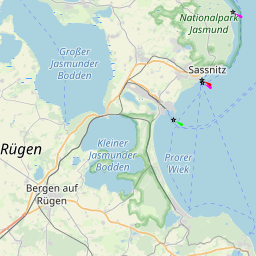 Nationalpark
Jasmund
Großer
Jasmunder
Bodden
Sassnitz
Kleiner
Jasmunder
Bodden
Rügen
Prorer
Wiek
Bergen auf
Rügen